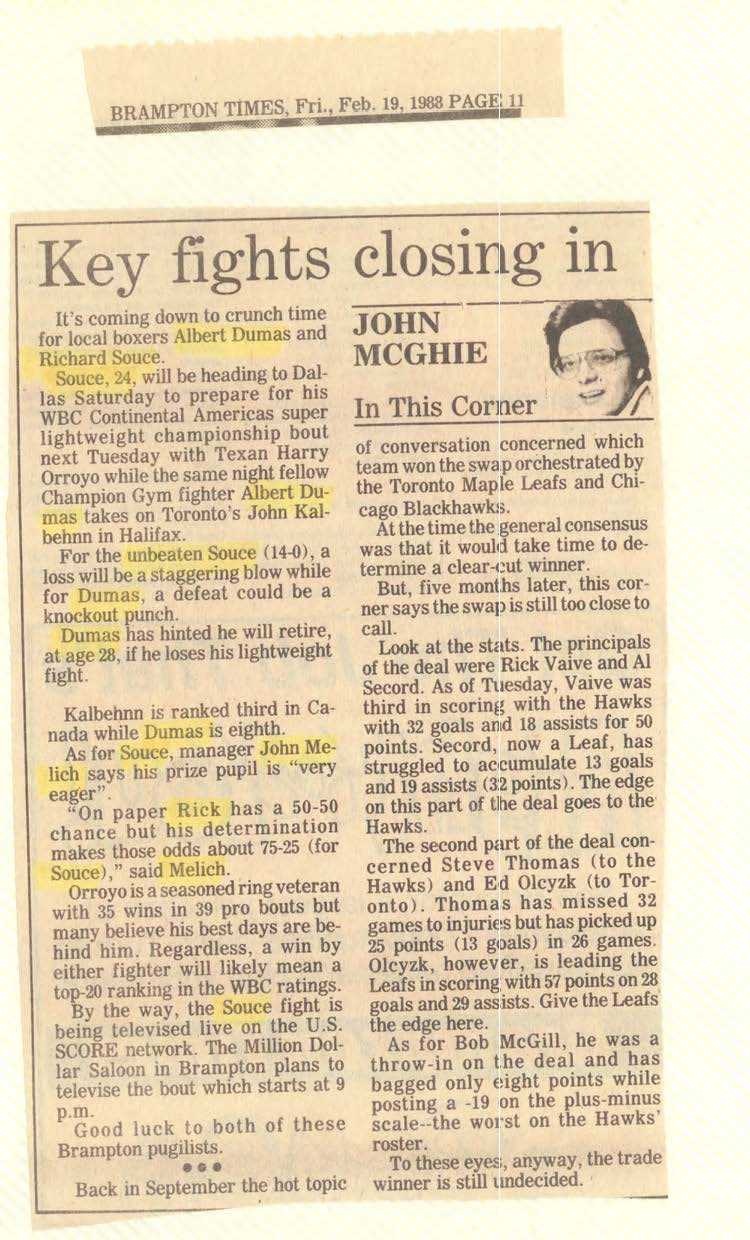 BRAMPTON TIMES, Fri., Feb. 19, 1988 PAGE 11
Key fights closing in
It's coming down to crunch time
for local boxers Albert Dumas and
Richard Souce.
Souce, 24, will be heading to Dal-
las Saturday to prepare for his
WBC Continental Americas super
lightweight championship bout
next Tuesday with Texan Harry
Orroyo while the same night fellow
Champion Gym fighter Albert Du-
mas takes on Toronto's John Kal-
behnn in Halifax.
For the unbeaten Souce (14-0), a
loss will be a staggering blow while
for Dumas, a defeat could be a
knockout punch.
Dumas has hinted he will retire,
at age 28, if he loses his lightweight
fight.
Kalbehnn is ranked third in Ca-
nada while Dumas is eighth.
As for Souce, manager John Me-
lich says his prize pupil is "very
eager".
"On paper Rick has a 50-50
chance but his determination
makes those odds about 75-25 (for
Souce)," said Melich.
Orroyo is a seasoned ring veteran
with 35 wins in 39 pro bouts but
many believe his best days are be-
hind him. Regardless, a win by
either fighter will likely mean a
top-20 ranking in the WBC ratings.
By the way, the Souce fight is
being televised live on the U.S.
SCORE network. The Million Dol-
lar Saloon in Brampton plans to
televise the bout which starts at 9
p.m.
Good luck to both of these
Brampton pugilists.
●●●
Back in September the hot topic
JOHN
MCGHIE
In This Corner
of conversation concerned which
team won the swap orchestrated by
the Toronto Maple Leafs and Chi-
cago Blackhawks.
At the time the general consensus
was that it would take time to de-
termine a clear-cut winner.
But, five months later, this cor-
ner says the swap is still too close to
call.
Look at the stats. The principals
of the deal were Rick Vaive and Al
Secord. As of Tuesday, Vaive was
third in scoring with the Hawks
with 32 goals and 18 assists for 50
points. Secord, now a Leaf, has
struggled to accumulate 13 goals
and 19 assists (32 points). The edge
on this part of the deal goes to the
Hawks.
The second part of the deal con-
cerned Steve Thomas (to the
Hawks) and Ed Olcyzk (to Tor-
onto). Thomas has missed 32
games to injuries but has picked up
25 points (13 goals) in 26 games.
Olcyzk, however, is leading the
Leafs in scoring with 57 points on 28
goals and 29 assists. Give the Leafs
the edge here.
As for Bob McGill, he was a
throw-in on the deal and has
bagged only eight points while
posting a -19 on the plus-minus
scale--the worst on the Hawks'
roster.
To these eyes, anyway, the trade
winner is still undecided.